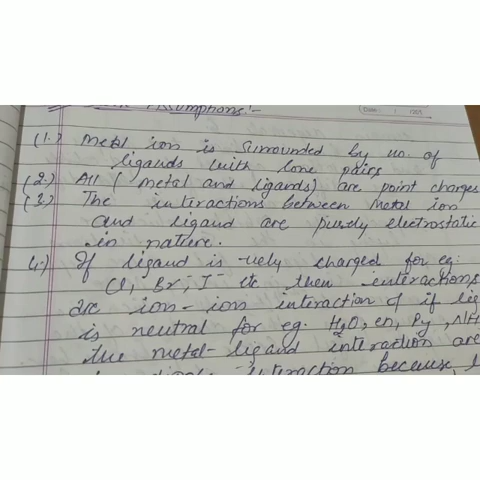 Assumptions:-
Date: / /
(1.) Metal ion is surrounded by no. of
ligands with lone pairs
(2.) All (metal and ligands) are point charges
(3.) The interactions between metal ion
and ligand are purely electrostatic
in nature.
4.) If ligand is -vely charged for eg:
Cl, Br-, I- etc then interactions
are ion-ion interaction & if lig
is neutral for eg. H2O, en, Py, NH
the metal-ligand interaction are
interaction because